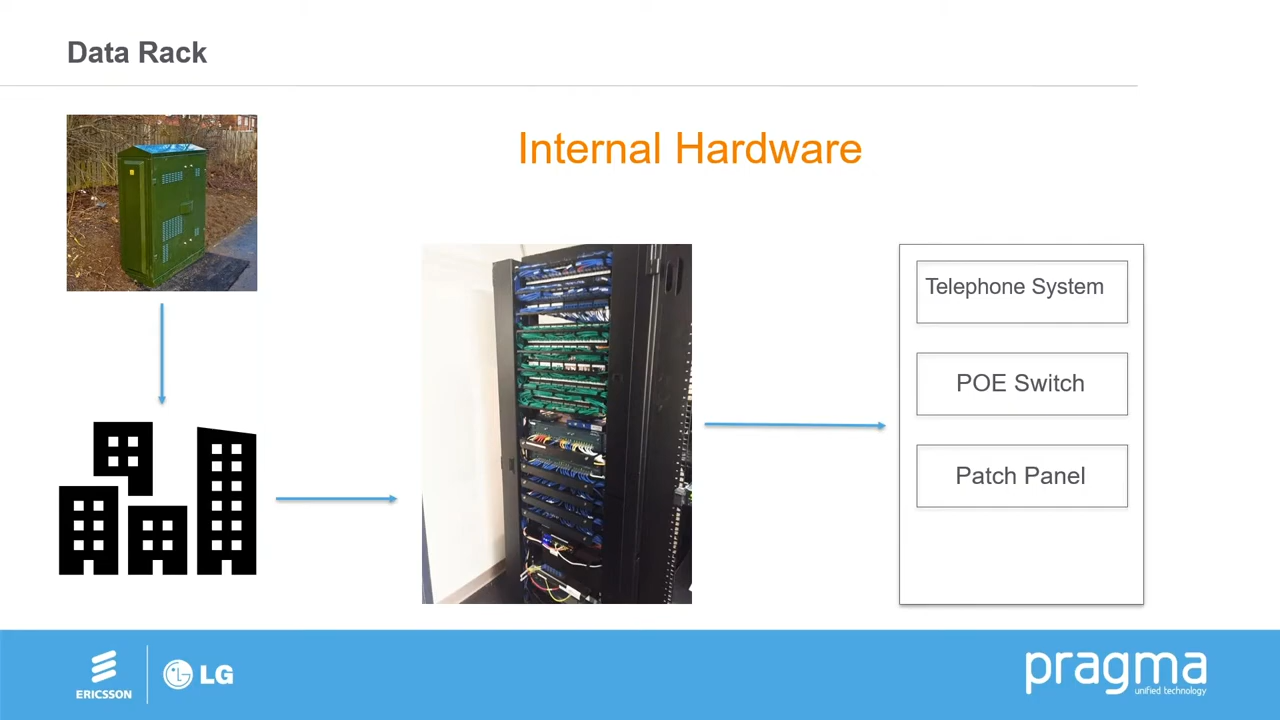 Data Rack
Internal Hardware
Telephone System
POE Switch
Patch Panel
ERICSSON
LG
pragma
unified technology